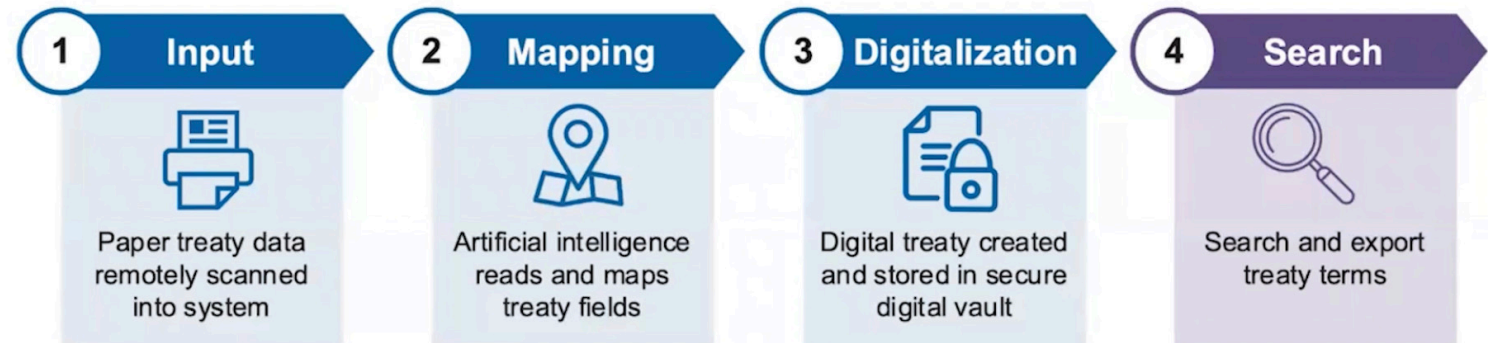 1 Input
Paper treaty data
remotely scanned
into system
2 Mapping
Artificial intelligence
reads and maps
treaty fields
3 Digitalization
Digital treaty created
and stored in secure
digital vault
4 Search
Search and export
treaty terms